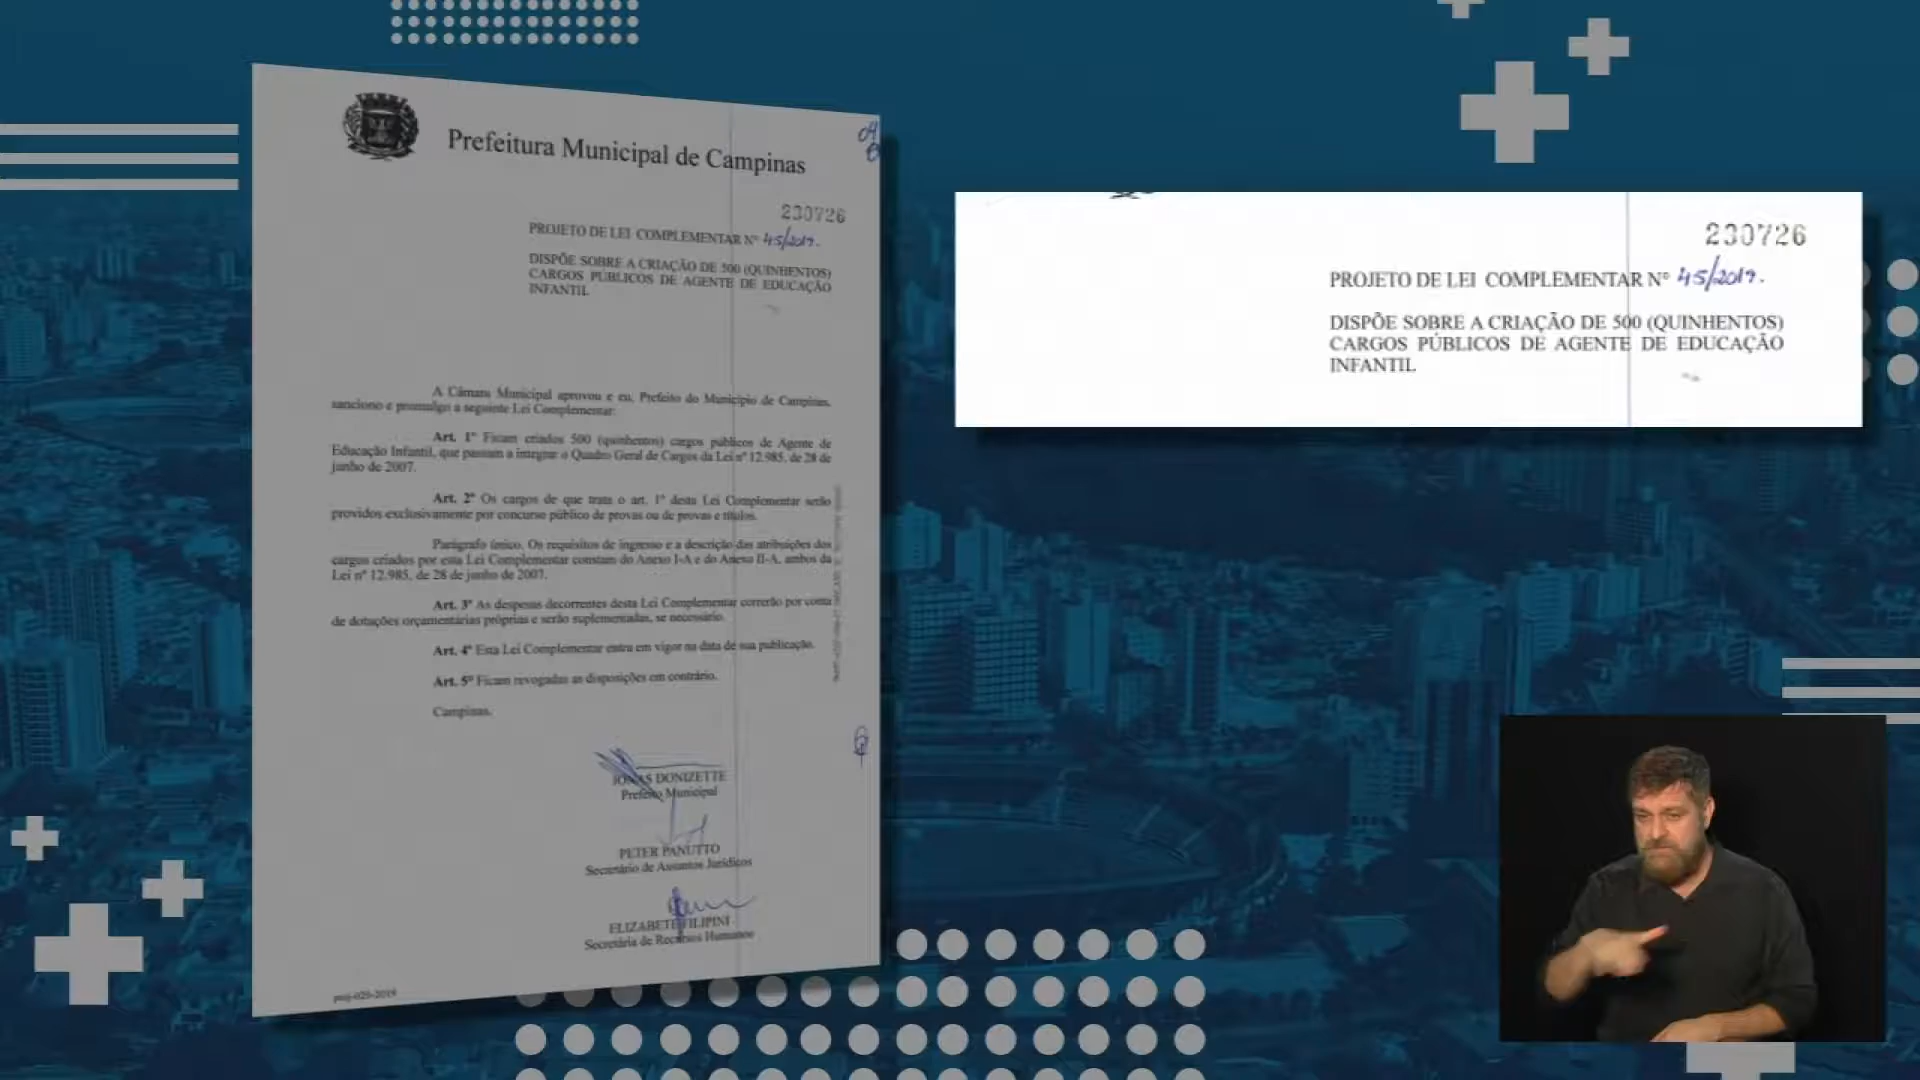 Prefeitura Municipal de Campinas
230726
PROJETO DE LEI COMPLEMENTAR Nº 45/2019.
DISPÕE SOBRE A CRIAÇÃO DE 500 (QUINHENTOS)
CARGOS PÚBLICOS DE AGENTE DE EDUCAÇÃO
INFANTIL
A Câmara Municipal aprovou e eu, Prefeito do Município de Campinas,
sanciono e promulgo a seguinte Lei Complementar:
Art. 1º Ficam criados 500 (quinhentos) cargos públicos de Agente de
Educação Infantil, que passam a integrar o Quadro Geral de Cargos da Lei nº 12.985, de 28 de
junho de 2007.
Art. 2º Os cargos de que trata o art. 1º desta Lei Complementar serão
providos exclusivamente por concurso público de provas ou de provas e títulos.
Parágrafo único. Os requisitos de ingresso e a descrição das atribuições dos
cargos criados por esta Lei Complementar constam do Anexo I-A e do Anexo II-A, ambos da
Lei nº 12.985, de 28 de junho de 2007.
Art. 3º As despesas decorrentes desta Lei Complementar correrão por conta
de dotações orçamentárias próprias e serão suplementadas, se necessário.
Art. 4º Esta Lei Complementar entra em vigor na data de sua publicação.
Art. 5º Ficam revogadas as disposições em contrário.
Campinas,
JONAS DONIZETTE
Prefeito Municipal
PETER PANUTTO
Secretário de Assuntos Jurídicos
ELIZABETE FILIPINI
Secretária de Recursos Humanos
proj-025-2019
230726
PROJETO DE LEI COMPLEMENTAR Nº 45/2019.
DISPÕE SOBRE A CRIAÇÃO DE 500 (QUINHENTOS)
CARGOS PÚBLICOS DE AGENTE DE EDUCAÇÃO
INFANTIL